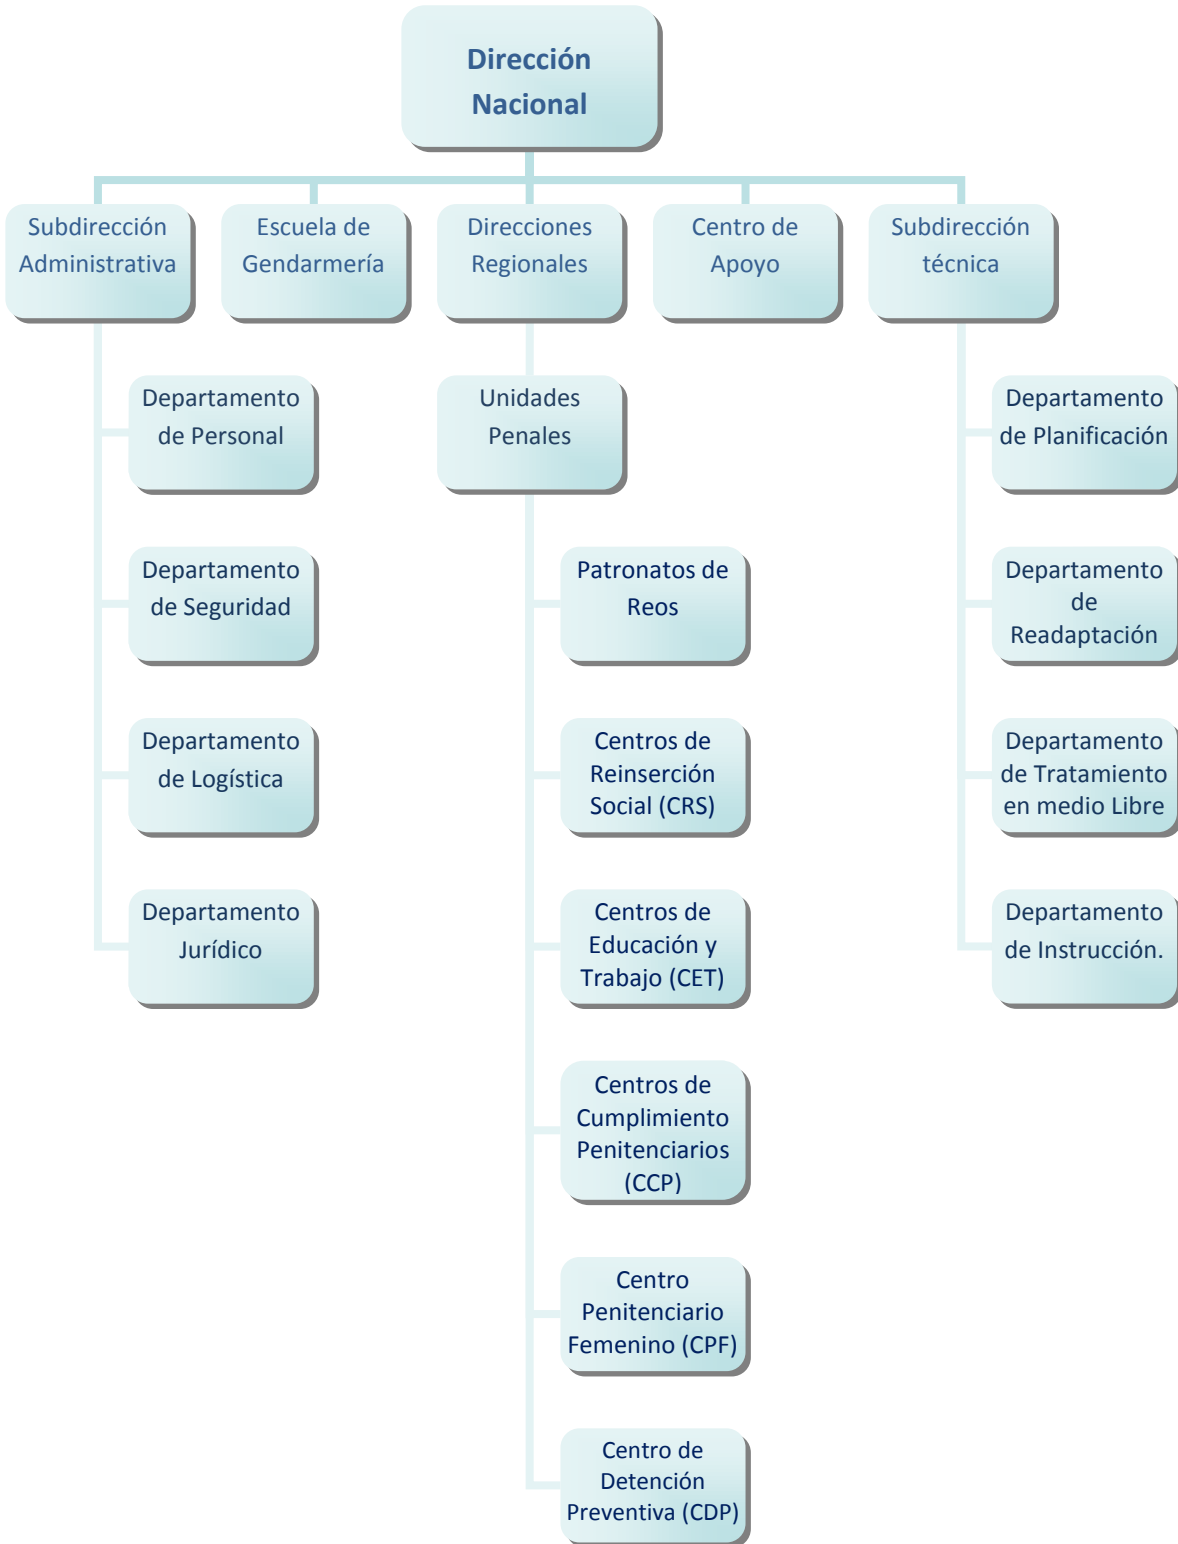 Dirección
Nacional
Subdirección
Administrativa
Escuela de
Gendarmería
Direcciones
Regionales
Centro de
Apoyo
Subdirección
técnica
Departamento
de Personal
Departamento
de Seguridad
Departamento
de Logística
Departamento
Jurídico
Unidades
Penales
Patronatos de
Reos
Centros de
Reinserción
Social (CRS)
Centros de
Educación y
Trabajo (CET)
Centros de
Cumplimiento
Penitenciarios
(CCP)
Centro
Penitenciario
Femenino (CPF)
Centro de
Detención
Preventiva (CDP)
Departamento
de Planificación
Departamento
de
Readaptación
Departamento
de Tratamiento
en medio Libre
Departamento
de Instrucción.